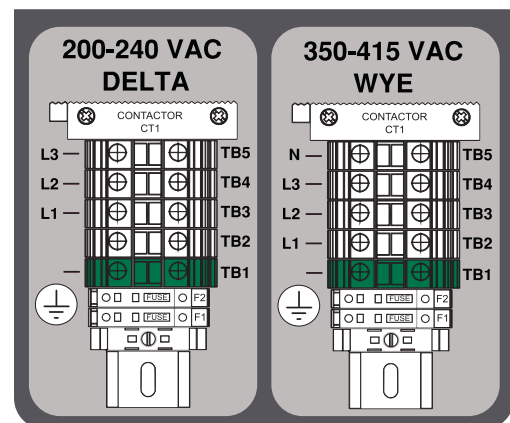 200-240 VAC
DELTA
CONTACTOR
CT1
L3
TB5
L2
TB4
L1
TB3
TB2
TB1
FUSE
F2
FUSE
F1
350-415 VAC
WYE
CONTACTOR
CT1
N
TB5
L3
TB4
L2
TB3
L1
TB2
TB1
FUSE
F2
FUSE
F1